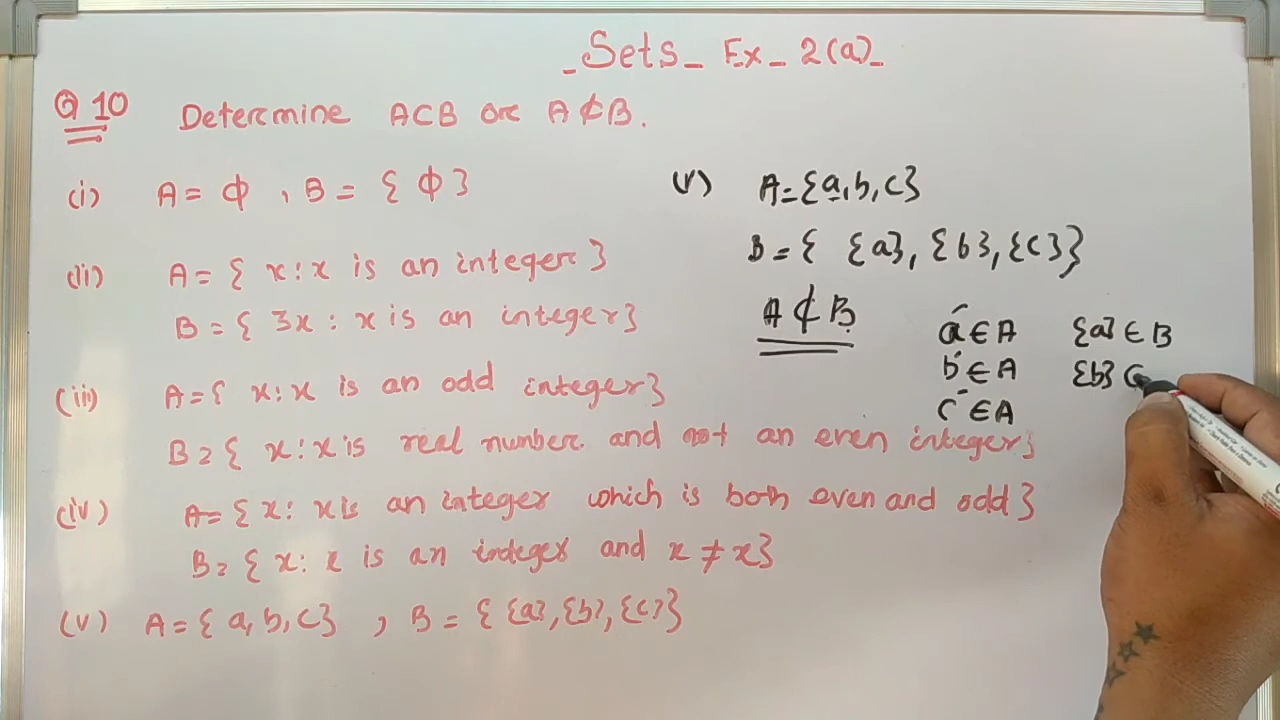 _Sets_ Ex_ 2(a)_
Q 10 Determine A⊂B or A⊄B.
(i) A = ϕ , B = { ϕ }
(ii) A = { x : x is an integer }
B = { 3x : x is an integer }
(iii) A = { x : x is an odd integer }
B = { x : x is real number and not an even integer }
(iv) A = { x : x is an integer which is both even and odd }
B = { x : x is an integer and x ≠ x }
(v) A = { a, b, c } , B = { {a}, {b}, {c} }
(v) A = {a, b, c}
B = { {a}, {b}, {c} }
A ⊄ B
a ∈ A {a} ∈ B
b ∈ A {b}
c ∈ A